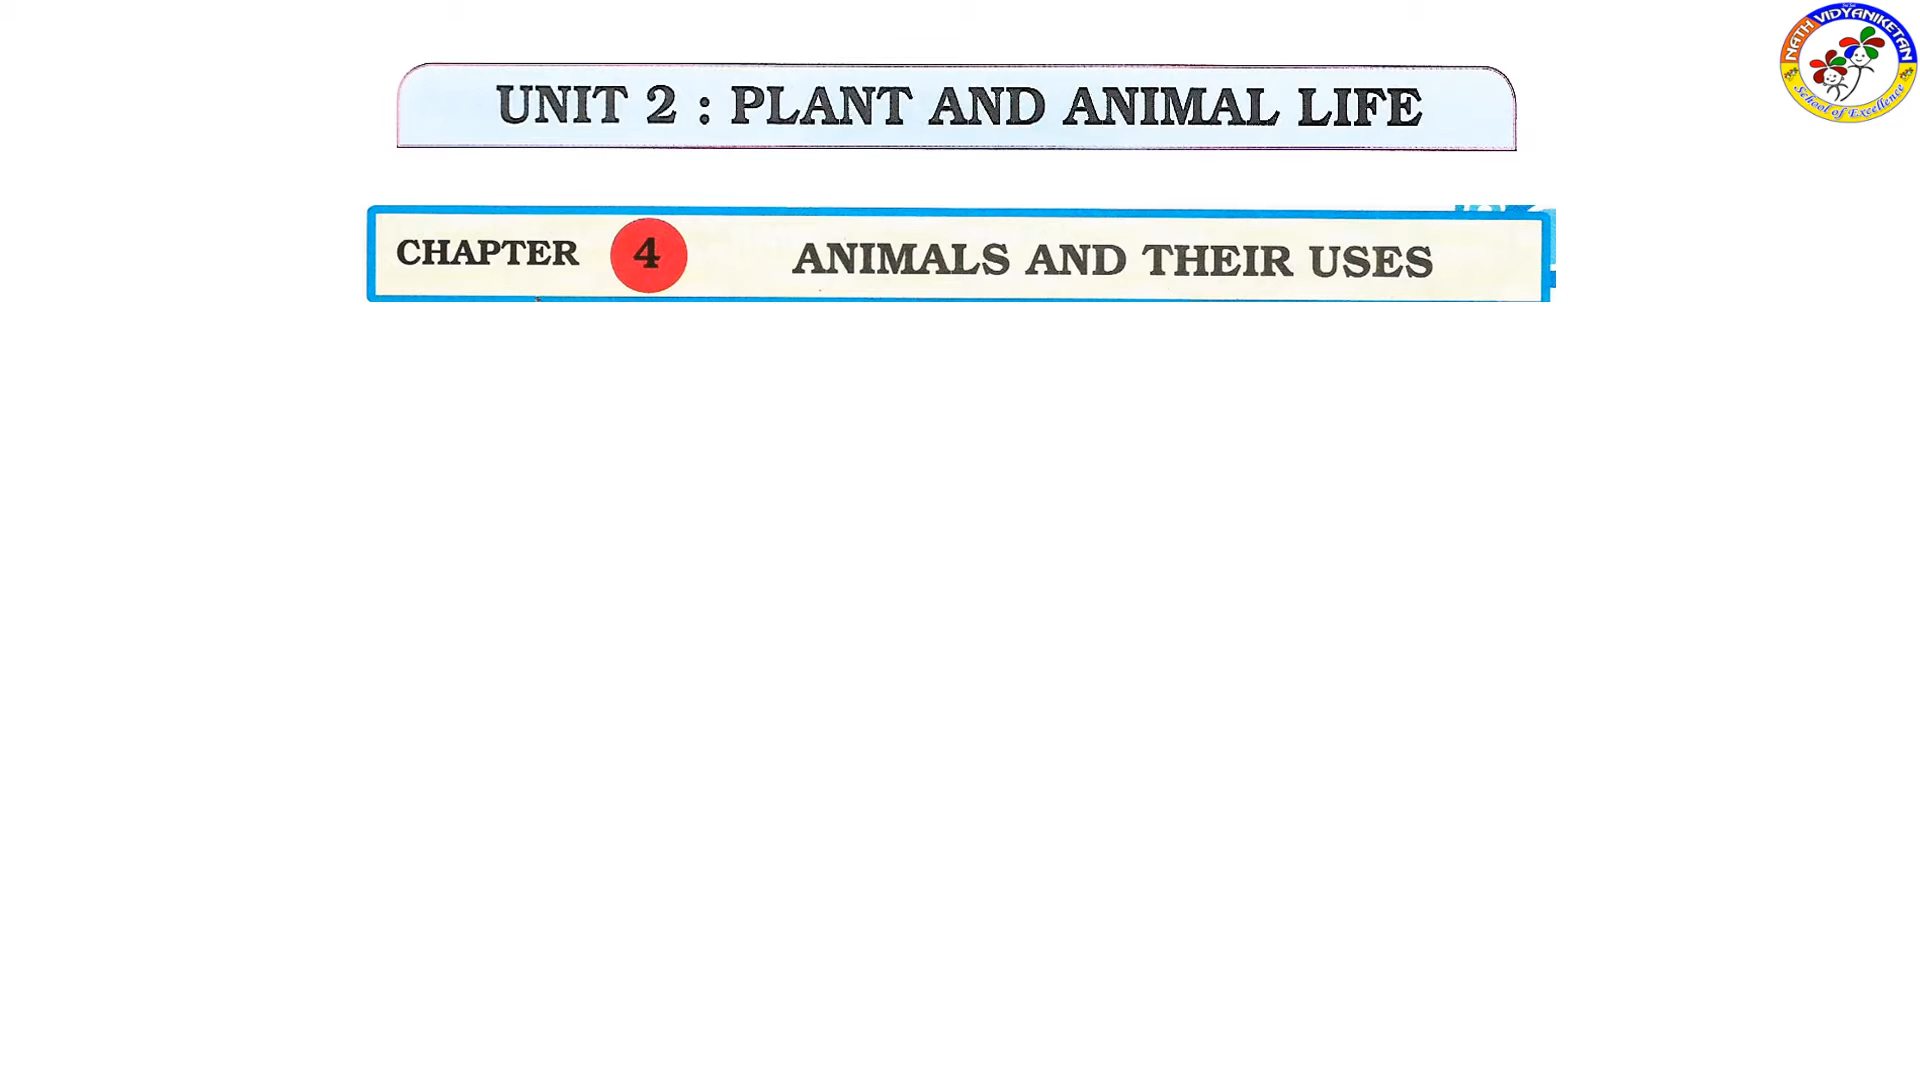 UNIT 2 : PLANT AND ANIMAL LIFE
CHAPTER 4 ANIMALS AND THEIR USES
NATH VIDYANIKETAN
School of Excellence